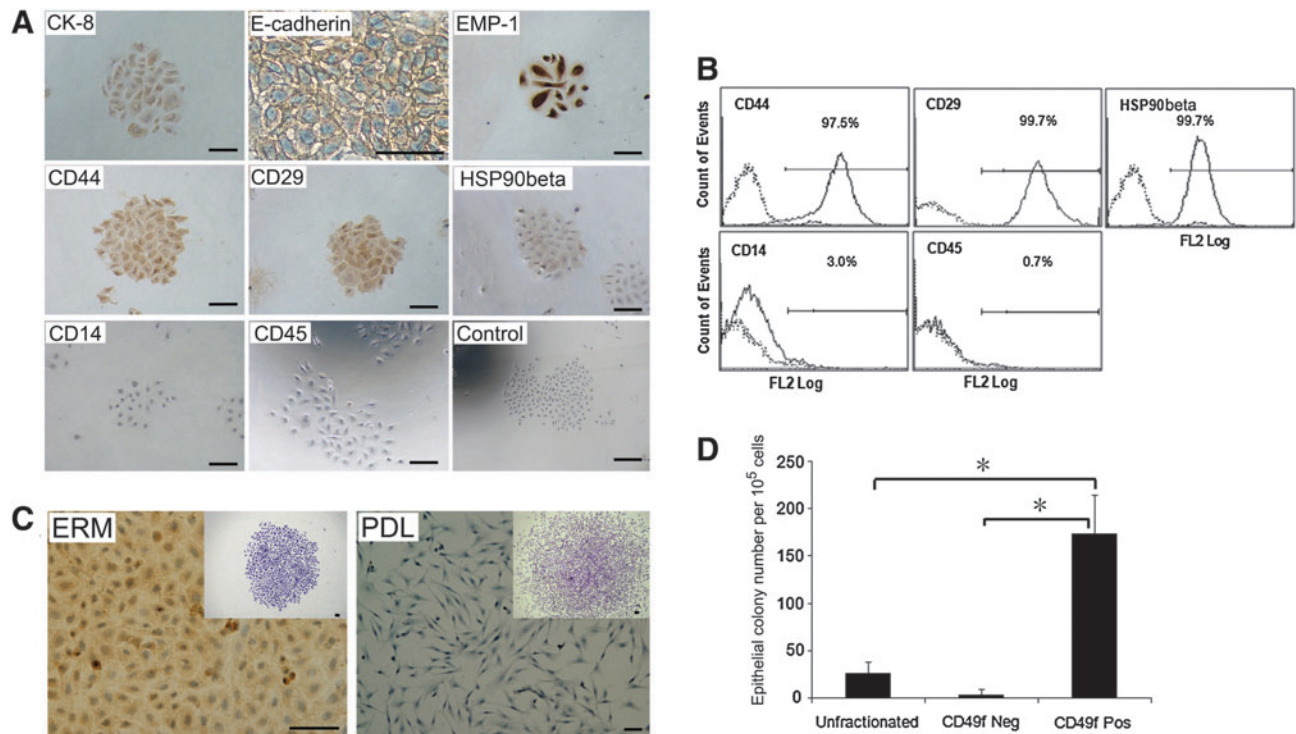 A
CK-8
E-cadherin
EMP-1
CD44
CD29
HSP90beta
CD14
CD45
Control
B
Count of Events
CD44
97.5%
CD29
99.7%
HSP90beta
99.7%
FL2 Log
Count of Events
CD14
3.0%
CD45
0.7%
FL2 Log
FL2 Log
C
ERM
PDL
D
Epithelial colony number per 10⁵ cells
250
200
150
100
50
0
*
*
Unfractionated
CD49f Neg
CD49f Pos